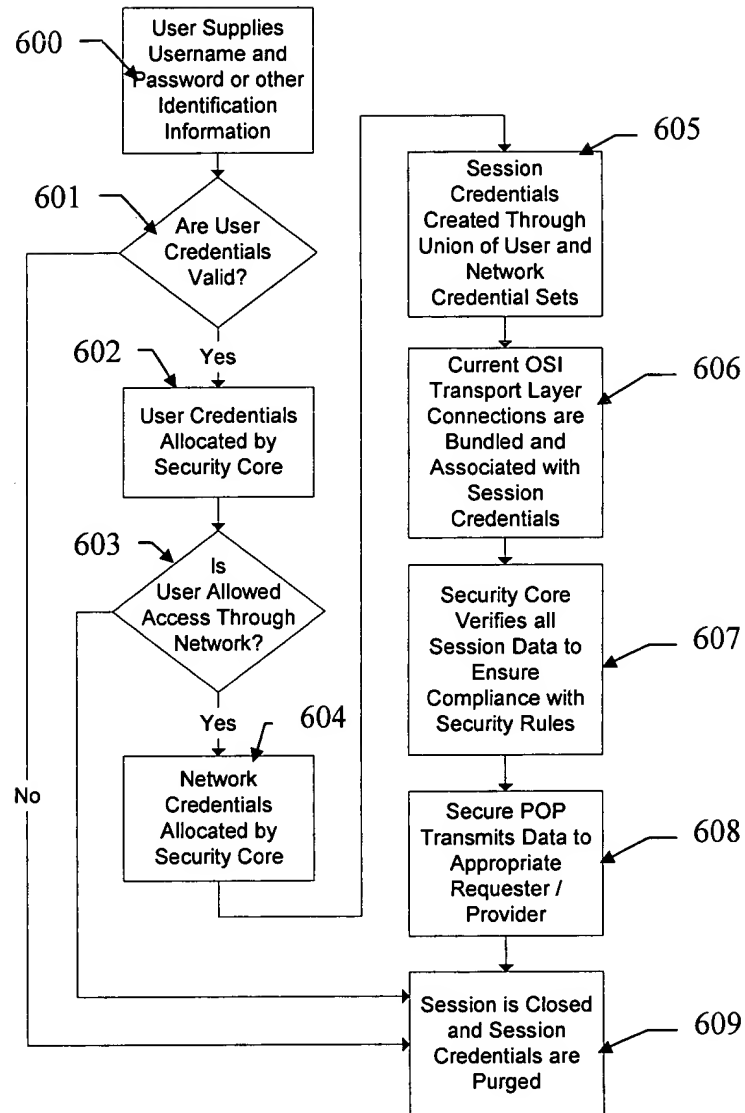 600
User Supplies
Username and
Password or other
Identification
Information
601
Are User
Credentials
Valid?
Yes
602
User Credentials
Allocated by
Security Core
603
Is
User Allowed
Access Through
Network?
Yes
604
Network
Credentials
Allocated by
Security Core
No
605
Session
Credentials
Created Through
Union of User and
Network
Credential Sets
606
Current OSI
Transport Layer
Connections are
Bundled and
Associated with
Session
Credentials
607
Security Core
Verifies all
Session Data to
Ensure
Compliance with
Security Rules
608
Secure POP
Transmits Data to
Appropriate
Requester /
Provider
609
Session is Closed
and Session
Credentials are
Purged